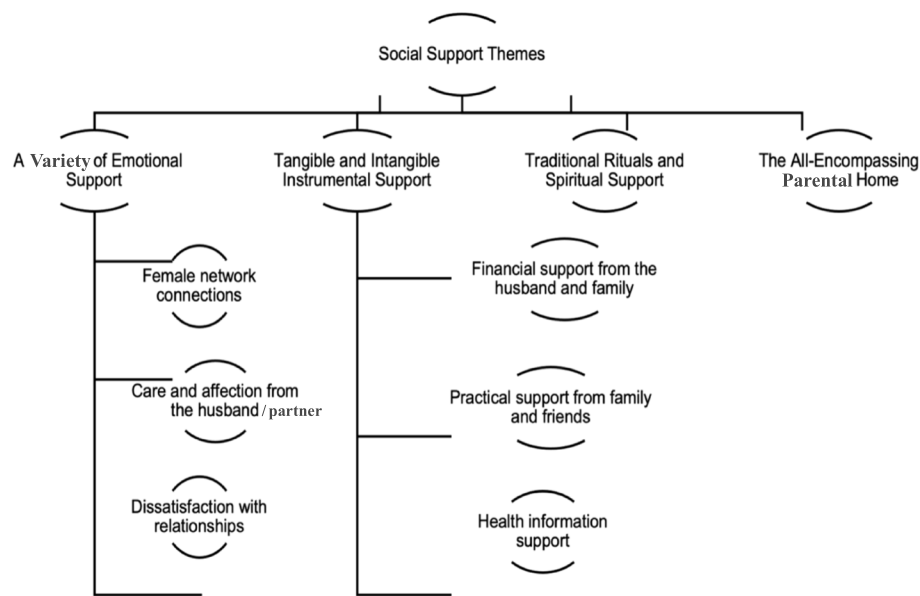 Social Support Themes
A Variety of Emotional
Support
Tangible and Intangible
Instrumental Support
Traditional Rituals and
Spiritual Support
The All-Encompassing
Parental Home
Female network
connections
Care and affection from
the husband/partner
Dissatisfaction with
relationships
Financial support from the
husband and family
Practical support from family
and friends
Health information
support